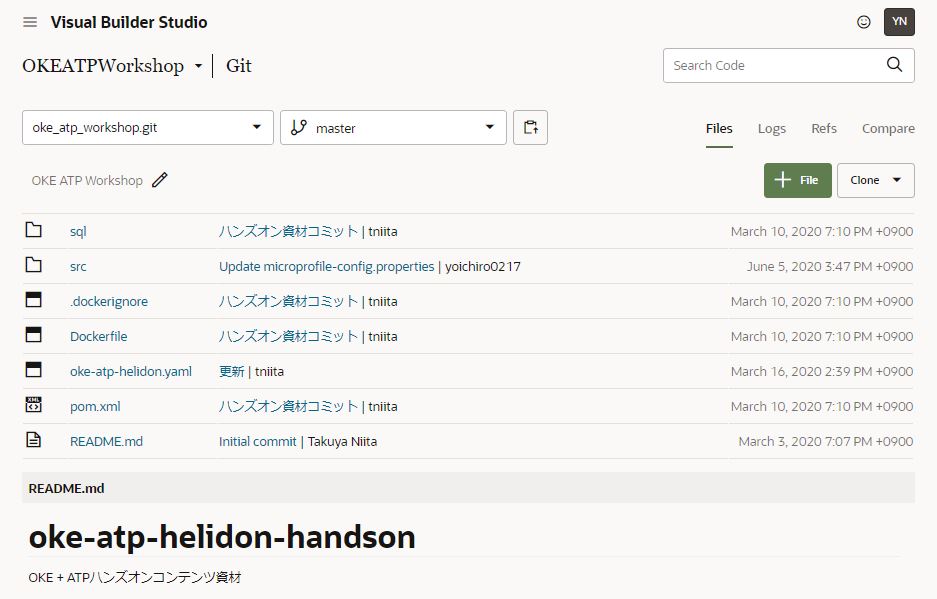 Visual Builder Studio
YN
OKEATPWorkshop
Git
Search Code
oke_atp_workshop.git
master
Files Logs Refs Compare
OKE ATP Workshop
File
Clone
sql ハンズオン資材コミット | tniita March 10, 2020 7:10 PM +0900
src Update microprofile-config.properties | yoichiro0217 June 5, 2020 3:47 PM +0900
.dockerignore ハンズオン資材コミット | tniita March 10, 2020 7:10 PM +0900
Dockerfile ハンズオン資材コミット | tniita March 10, 2020 7:10 PM +0900
oke-atp-helidon.yaml 更新 | tniita March 16, 2020 2:39 PM +0900
XML pom.xml ハンズオン資材コミット | tniita March 10, 2020 7:10 PM +0900
README.md Initial commit | Takuya Niita March 3, 2020 7:07 PM +0900
README.md
oke-atp-helidon-handson
OKE + ATPハンズオンコンテンツ資材